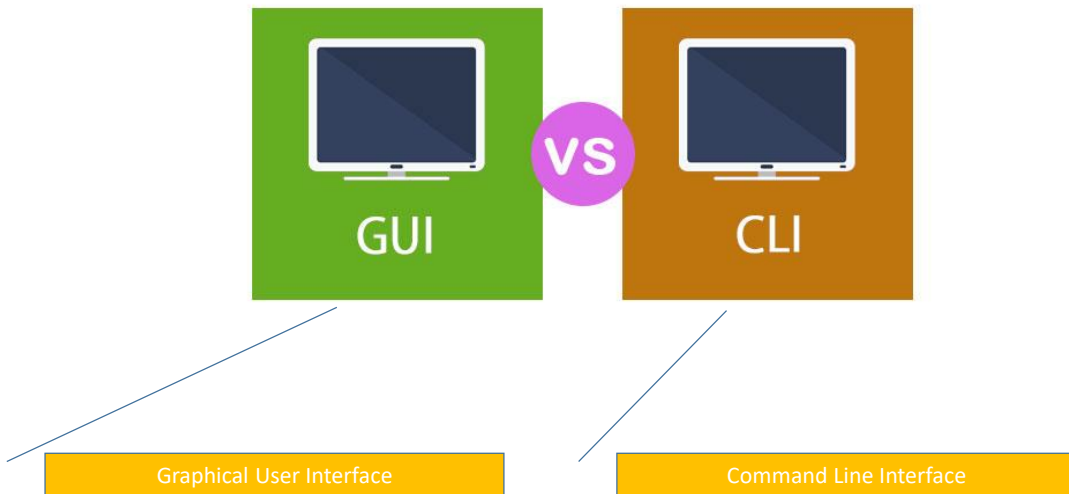 GUI
VS
CLI
Graphical User Interface
Command Line Interface